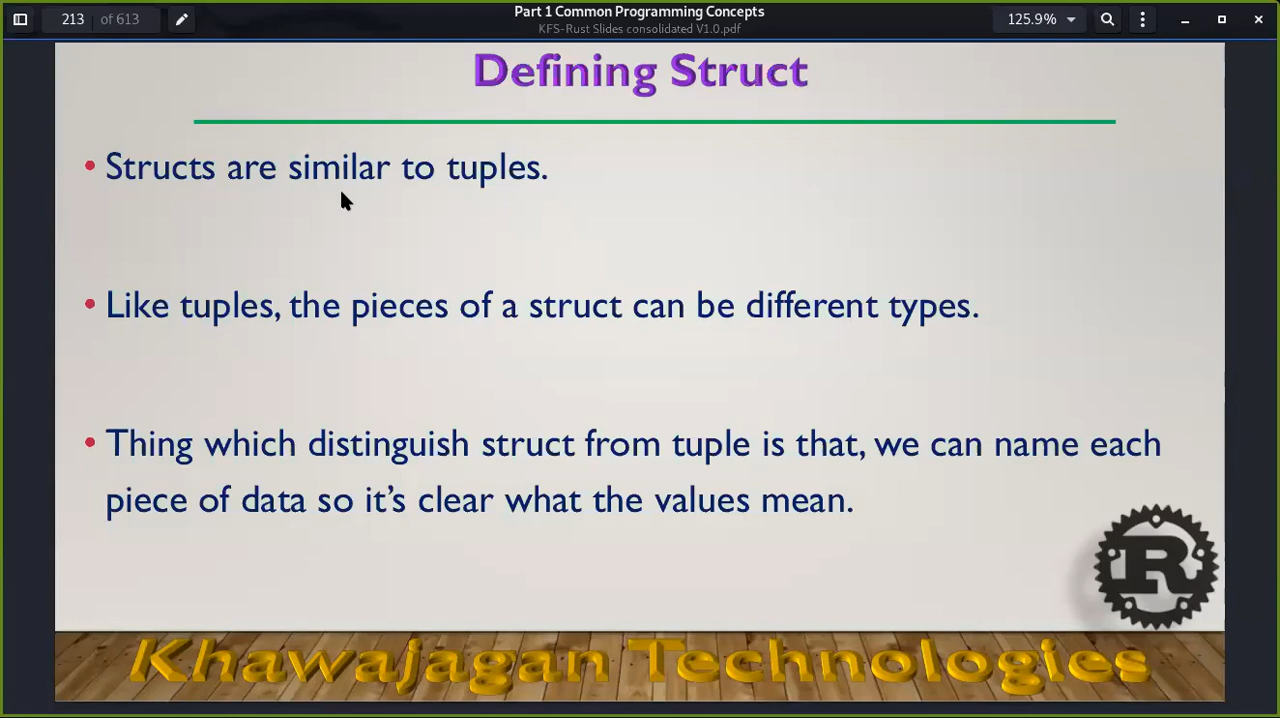 213 of 613
Part 1 Common Programming Concepts
KFS-Rust Slides consolidated V1.0.pdf
125.9%
Defining Struct
• Structs are similar to tuples.
• Like tuples, the pieces of a struct can be different types.
• Thing which distinguish struct from tuple is that, we can name each
piece of data so it's clear what the values mean.
R
Khawajagan Technologies